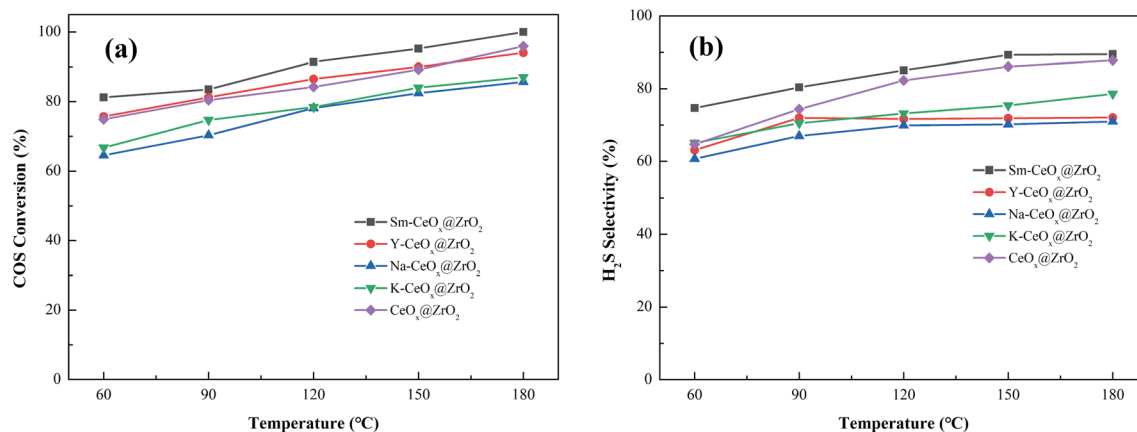 (a)
COS Conversion (%)
100
80
60
40
20
0
Sm-CeOₓ@ZrO₂
Y-CeOₓ@ZrO₂
Na-CeOₓ@ZrO₂
K-CeOₓ@ZrO₂
CeOₓ@ZrO₂
60 90 120 150 180
Temperature (℃)
(b)
H₂S Selectivity (%)
100
80
60
40
20
0
Sm-CeOₓ@ZrO₂
Y-CeOₓ@ZrO₂
Na-CeOₓ@ZrO₂
K-CeOₓ@ZrO₂
CeOₓ@ZrO₂
60 90 120 150 180
Temperature (℃)